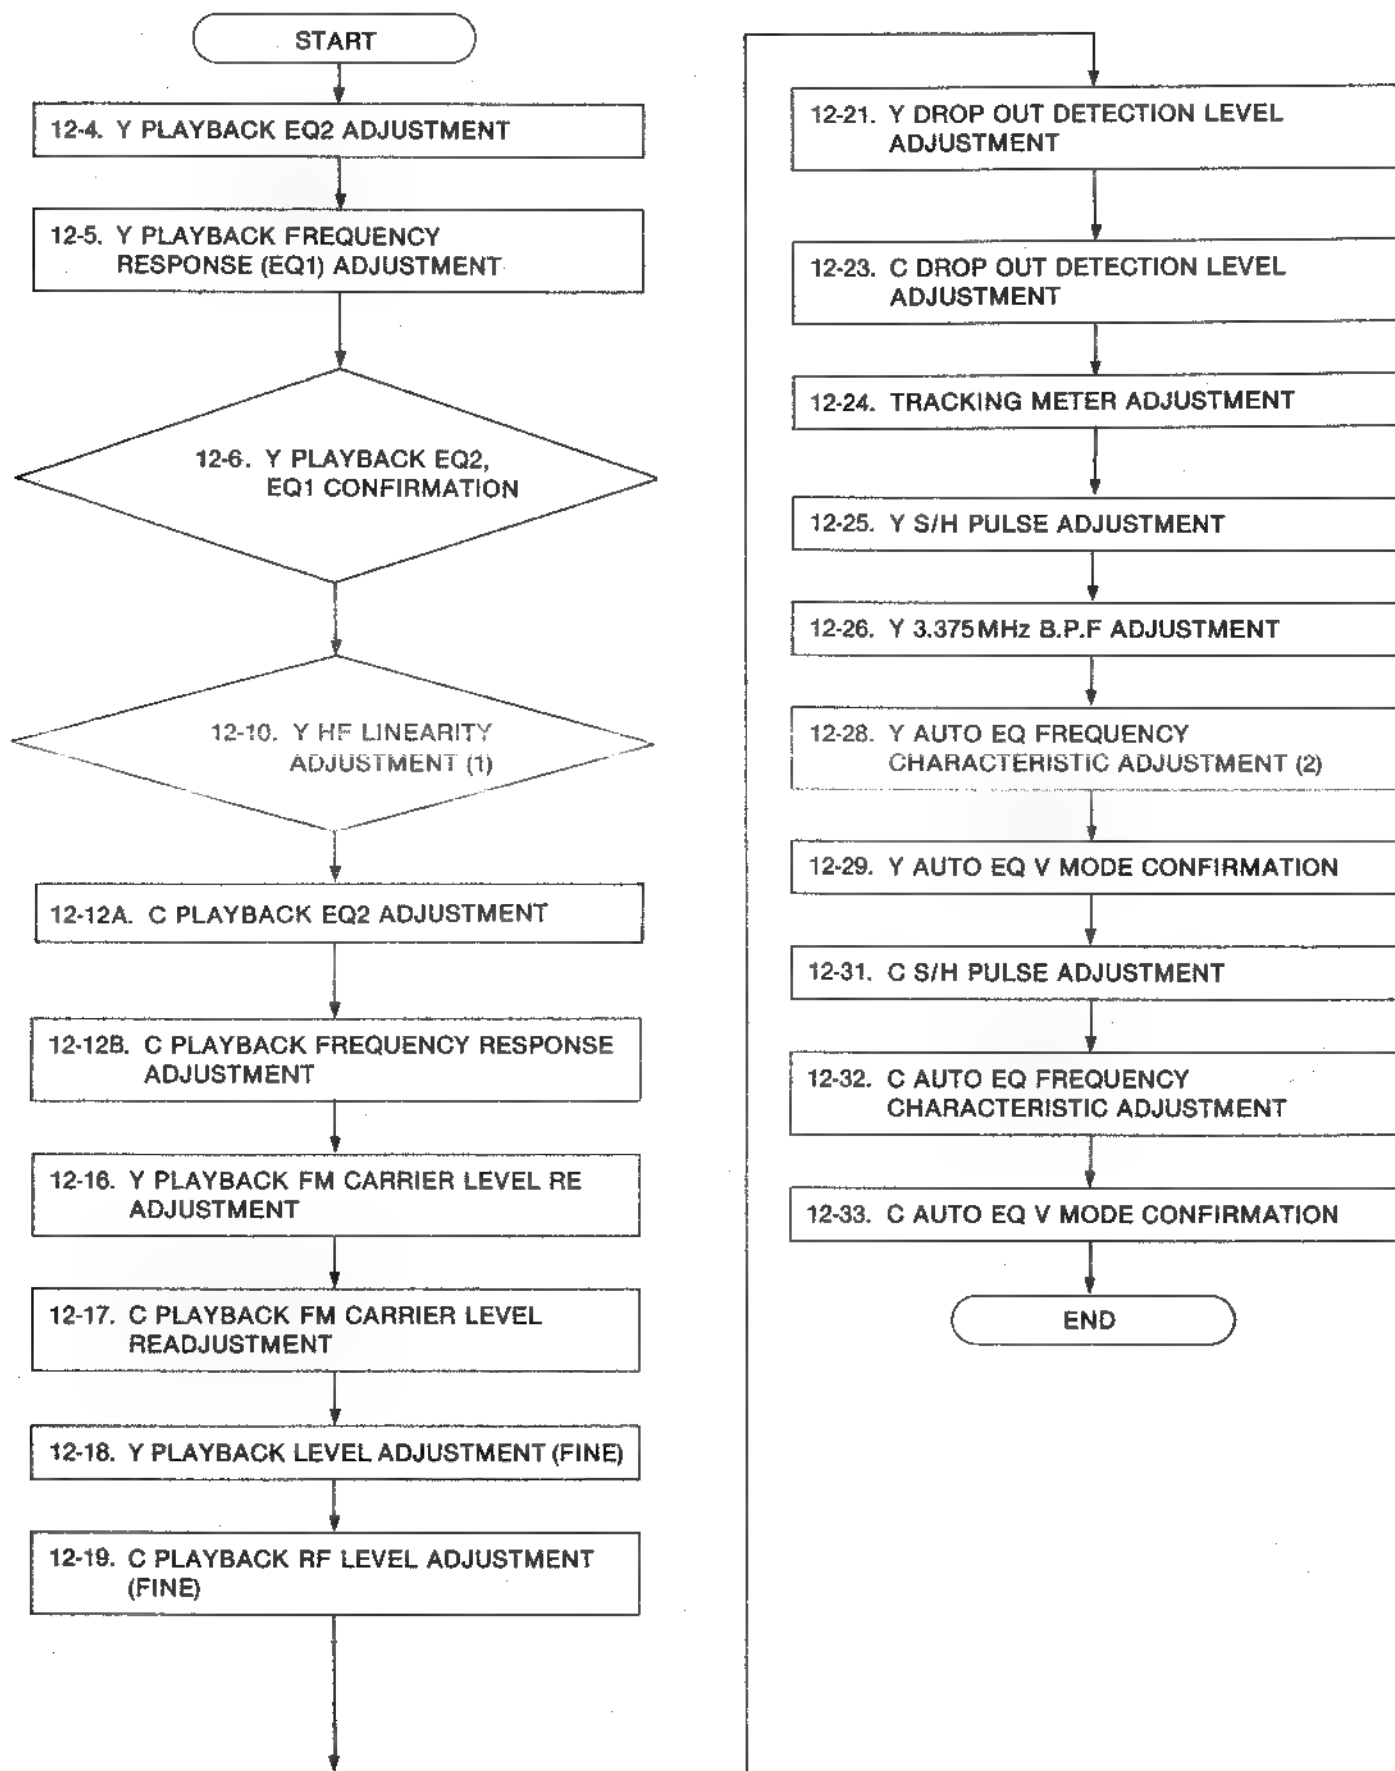 START
12-4. Y PLAYBACK EQ2 ADJUSTMENT
12-5. Y PLAYBACK FREQUENCY
RESPONSE (EQ1) ADJUSTMENT
12-6. Y PLAYBACK EQ2,
EQ1 CONFIRMATION
12-10. Y HF LINEARITY
ADJUSTMENT (1)
12-12A. C PLAYBACK EQ2 ADJUSTMENT
12-12B. C PLAYBACK FREQUENCY RESPONSE
ADJUSTMENT
12-16. Y PLAYBACK FM CARRIER LEVEL RE
ADJUSTMENT
12-17. C PLAYBACK FM CARRIER LEVEL
READJUSTMENT
12-18. Y PLAYBACK LEVEL ADJUSTMENT (FINE)
12-19. C PLAYBACK RF LEVEL ADJUSTMENT
(FINE)
12-21. Y DROP OUT DETECTION LEVEL
ADJUSTMENT
12-23. C DROP OUT DETECTION LEVEL
ADJUSTMENT
12-24. TRACKING METER ADJUSTMENT
12-25. Y S/H PULSE ADJUSTMENT
12-26. Y 3.375MHz B.P.F ADJUSTMENT
12-28. Y AUTO EQ FREQUENCY
CHARACTERISTIC ADJUSTMENT (2)
12-29. Y AUTO EQ V MODE CONFIRMATION
12-31. C S/H PULSE ADJUSTMENT
12-32. C AUTO EQ FREQUENCY
CHARACTERISTIC ADJUSTMENT
12-33. C AUTO EQ V MODE CONFIRMATION
END